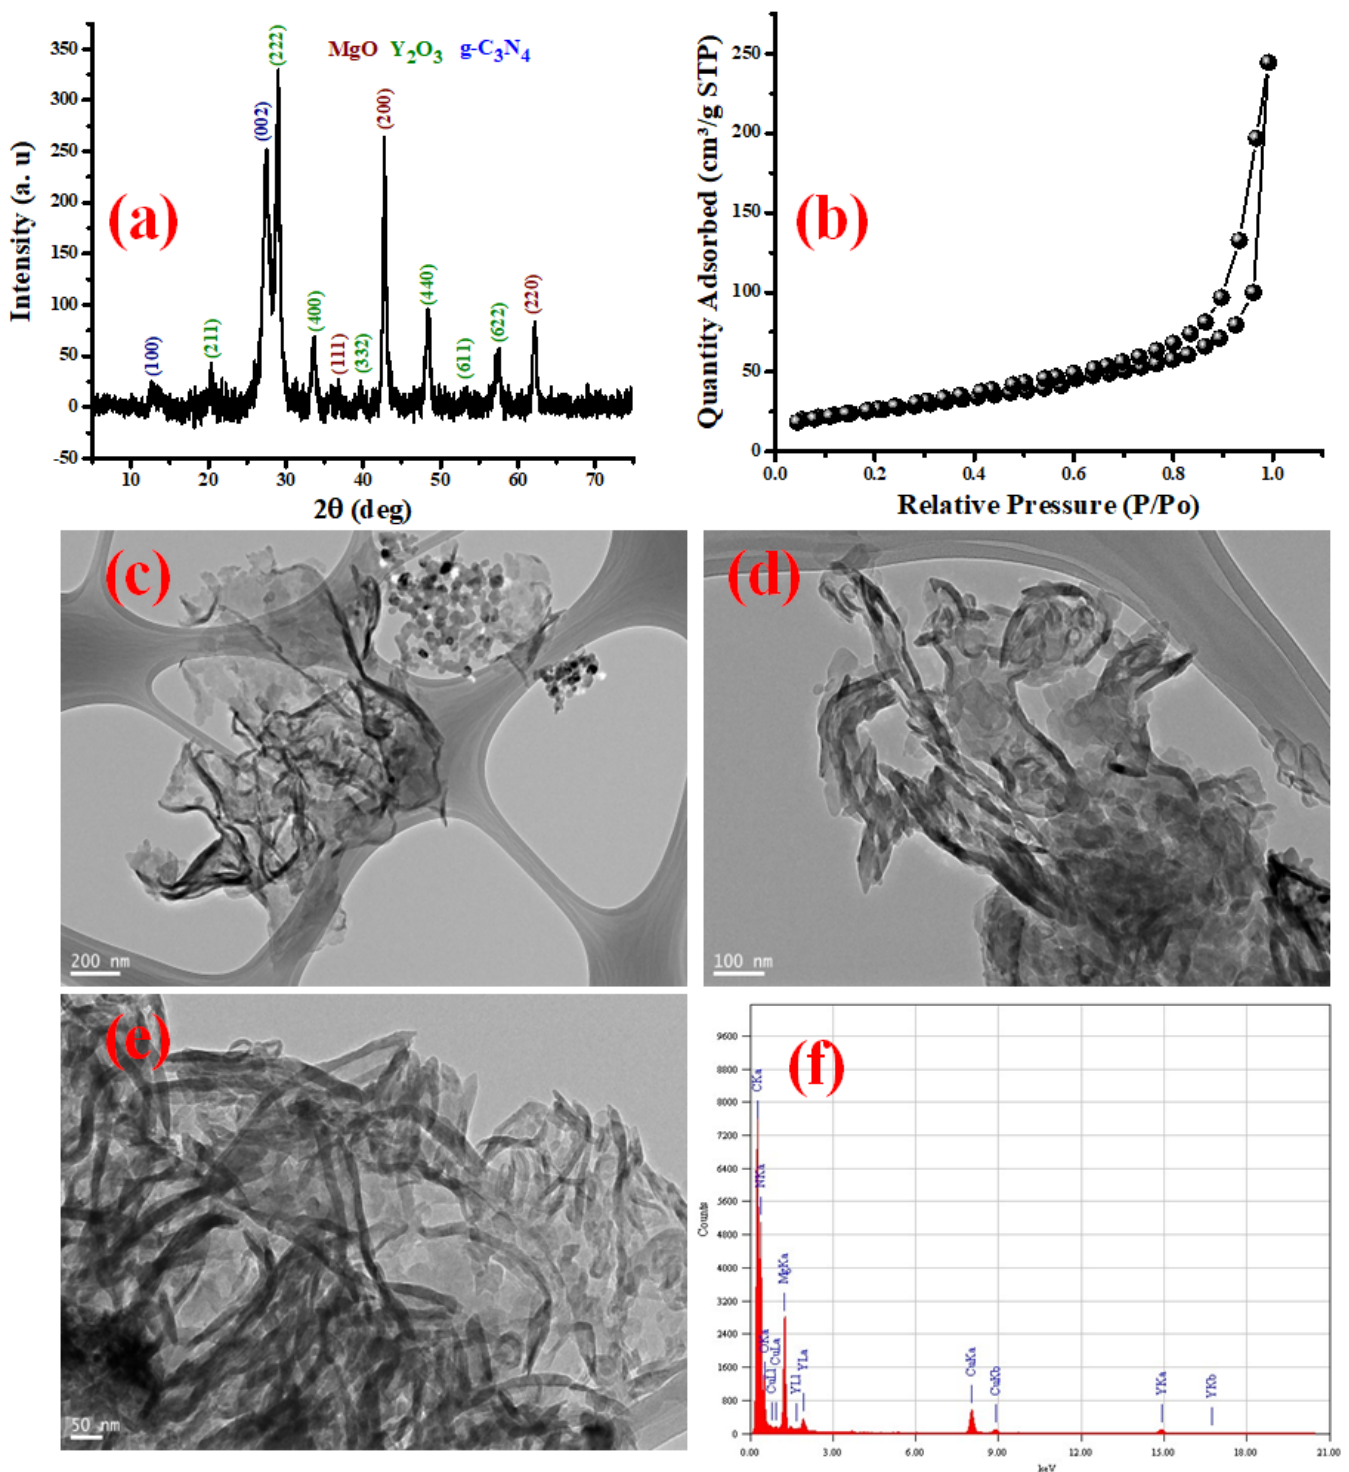 MgO Y2O3 g-C3N4
(a)
Intensity (a. u)
350
300
250
200
150
100
50
0
-50
(100)
(211)
(002)
(222)
(400)
(111)
(332)
(200)
(440)
(611)
(622)
(220)
10 20 30 40 50 60 70
2θ (deg)
(b)
Quantity Adsorbed (cm³/g STP)
250
200
150
100
50
0
0.0 0.2 0.4 0.6 0.8 1.0
Relative Pressure (P/Po)
(c)
200 nm
(d)
100 nm
(e)
50 nm
(f)
Counts
9600
8800
8000
7200
6400
5600
4800
4000
3200
2400
1600
800
0
CKa
NKa
OKa
CuLl
CuLa
MgKa
YLl
YLa
CuKa
CuKb
YKa
YKb
0.00 3.00 6.00 9.00 12.00 15.00 18.00 21.00
keV